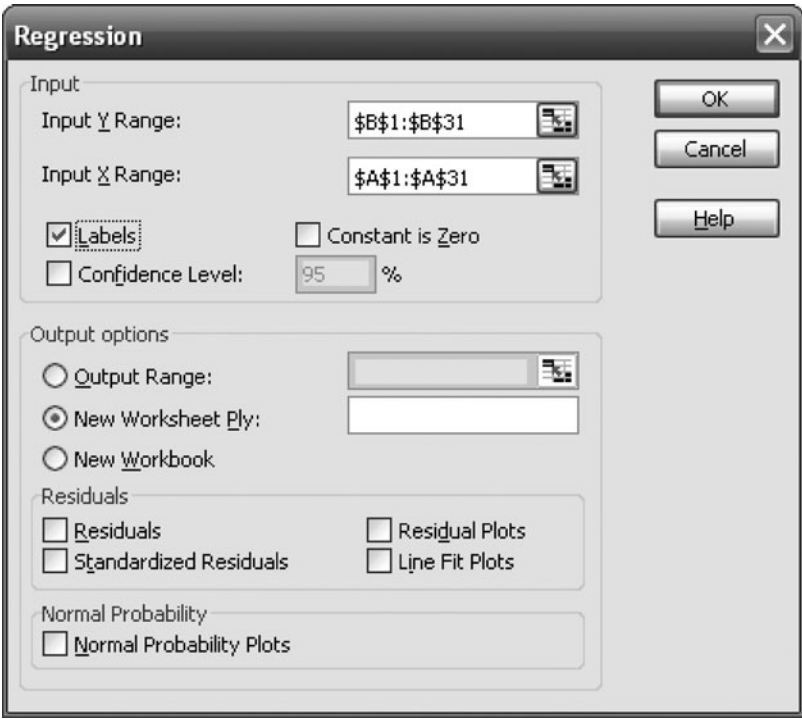 Regression
Input
Input Y Range:
$B$1:$B$31
OK
Input X Range:
$A$1:$A$31
Cancel
Labels
Constant is Zero
Help
Confidence Level:
95
%
Output options
Output Range:
New Worksheet Ply:
New Workbook
Residuals
Residuals
Residual Plots
Standardized Residuals
Line Fit Plots
Normal Probability
Normal Probability Plots